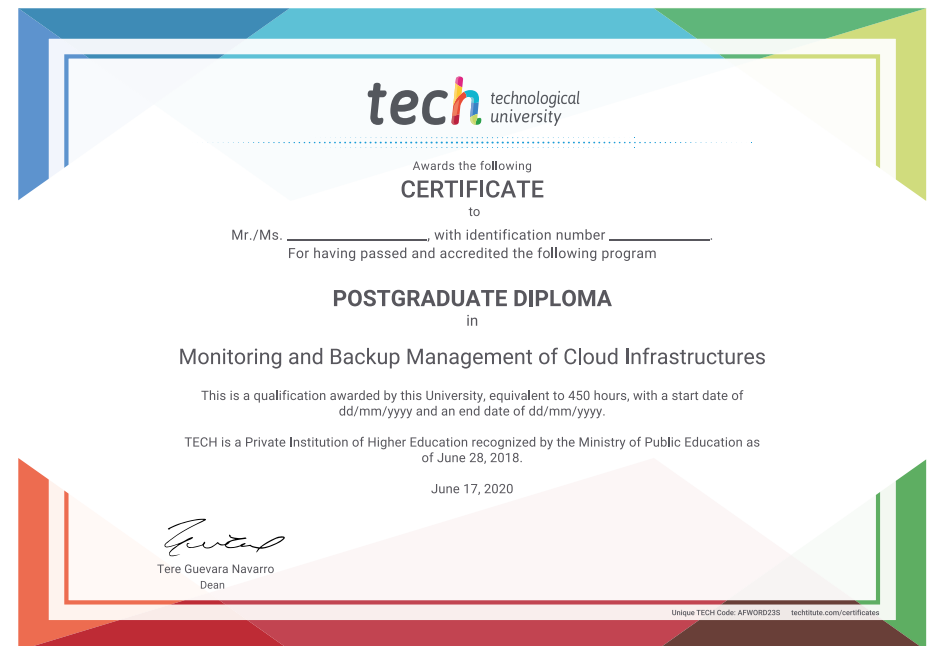 tech technological
university
Awards the following
CERTIFICATE
to
Mr./Ms. ____________________, with identification number ______________.
For having passed and accredited the following program
POSTGRADUATE DIPLOMA
in
Monitoring and Backup Management of Cloud Infrastructures
This is a qualification awarded by this University, equivalent to 450 hours, with a start date of
dd/mm/yyyy and an end date of dd/mm/yyyy.
TECH is a Private Institution of Higher Education recognized by the Ministry of Public Education as
of June 28, 2018.
June 17, 2020
Tere Guevara Navarro
Dean
Unique TECH Code: AFWORD23S techtitute.com/certificates